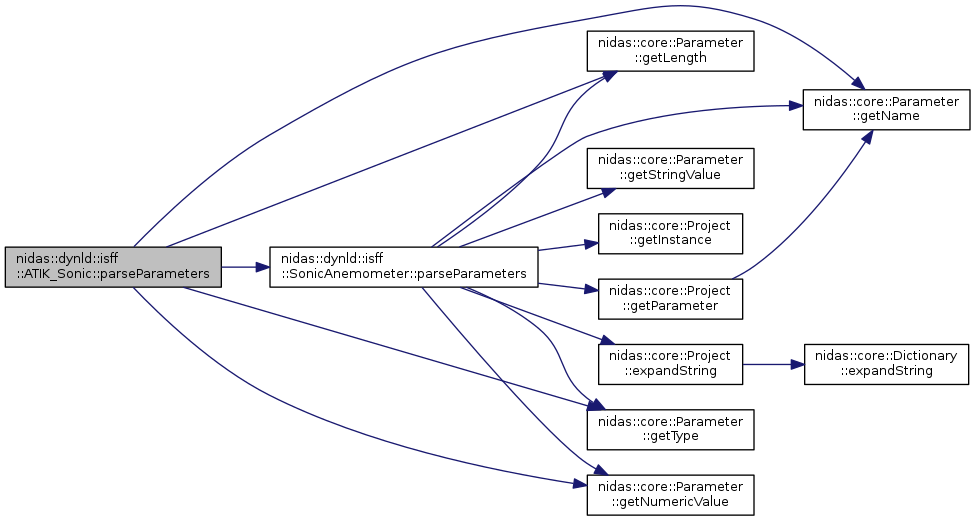 nidas::dynld::isff
::ATIK_Sonic::parseParameters
nidas::dynld::isff
::SonicAnemometer::parseParameters
nidas::core::Parameter
::getLength
nidas::core::Parameter
::getName
nidas::core::Parameter
::getStringValue
nidas::core::Project
::getInstance
nidas::core::Project
::getParameter
nidas::core::Project
::expandString
nidas::core::Dictionary
::expandString
nidas::core::Parameter
::getType
nidas::core::Parameter
::getNumericValue